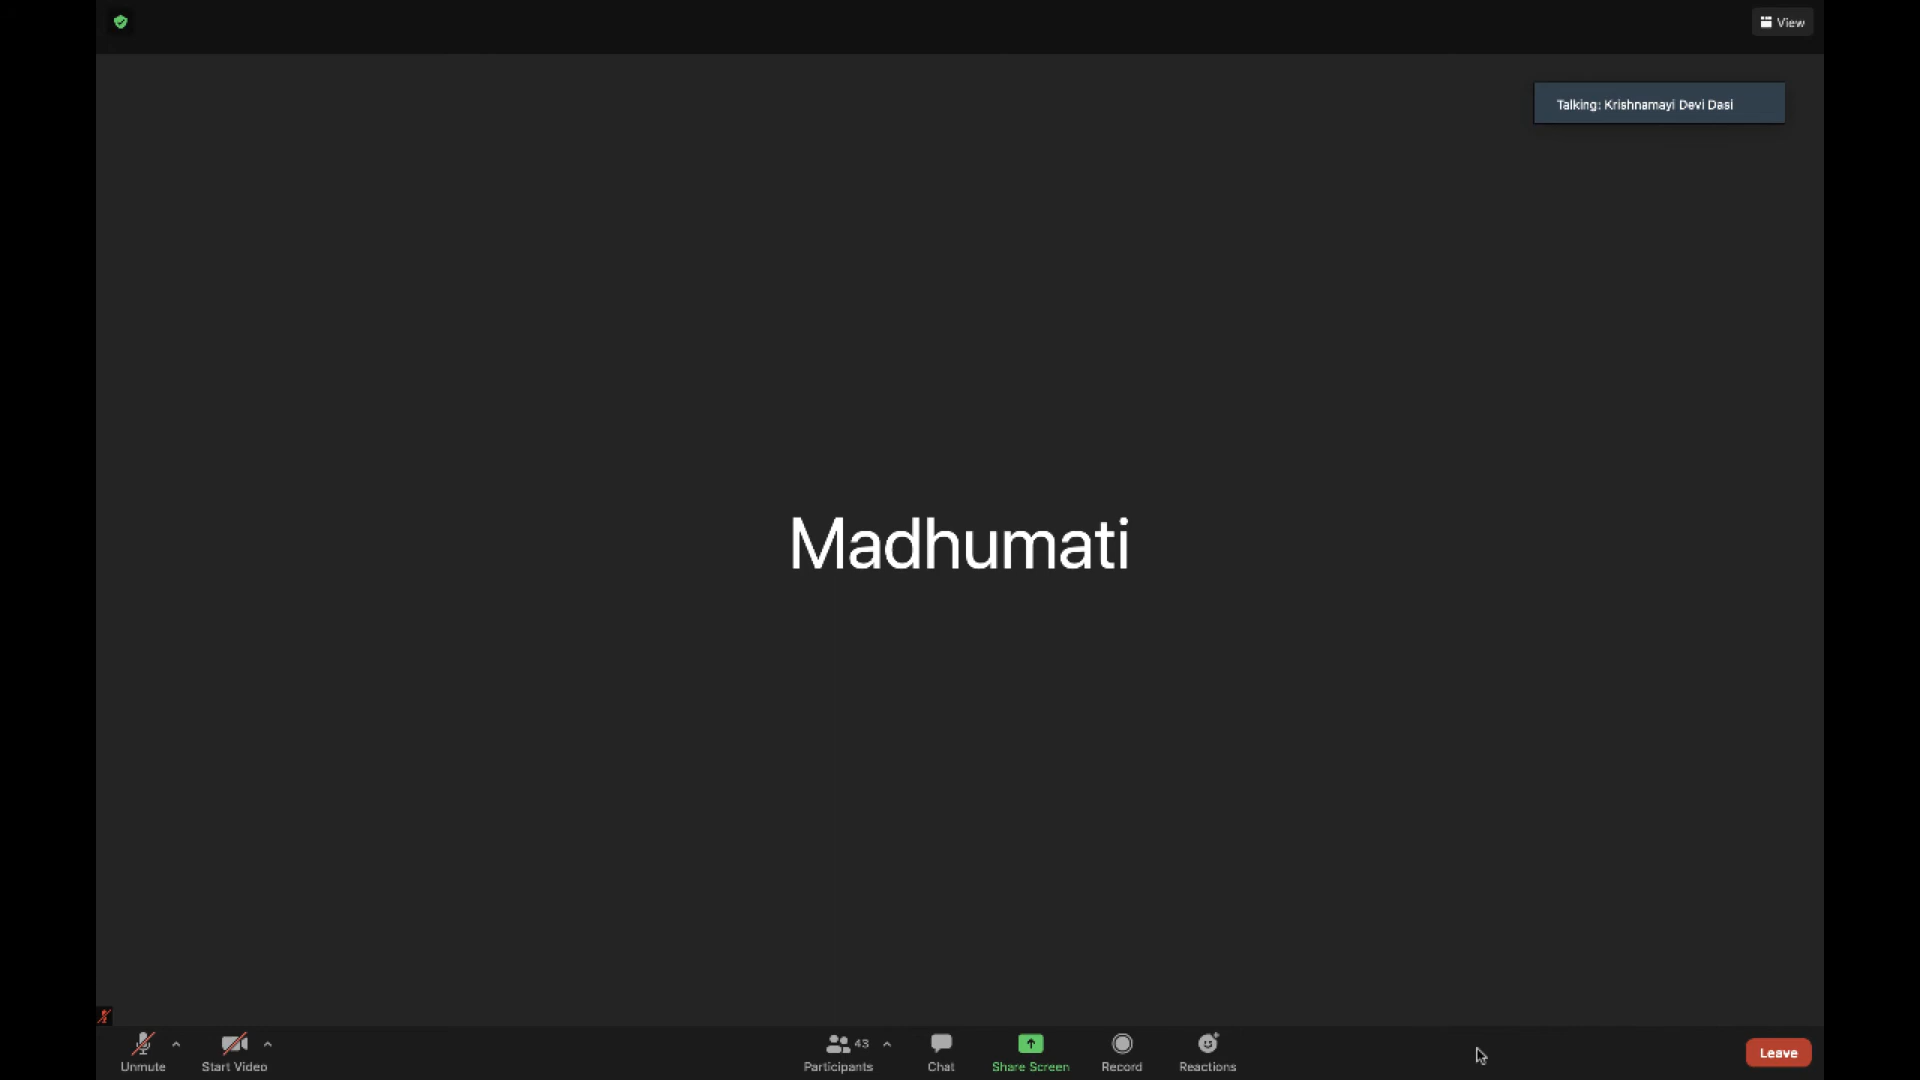 View
Talking: Krishnamayi Devi Dasi
Madhumati
Unmute
Start Video
43
Participants
Chat
Share Screen
Record
Reactions
Leave